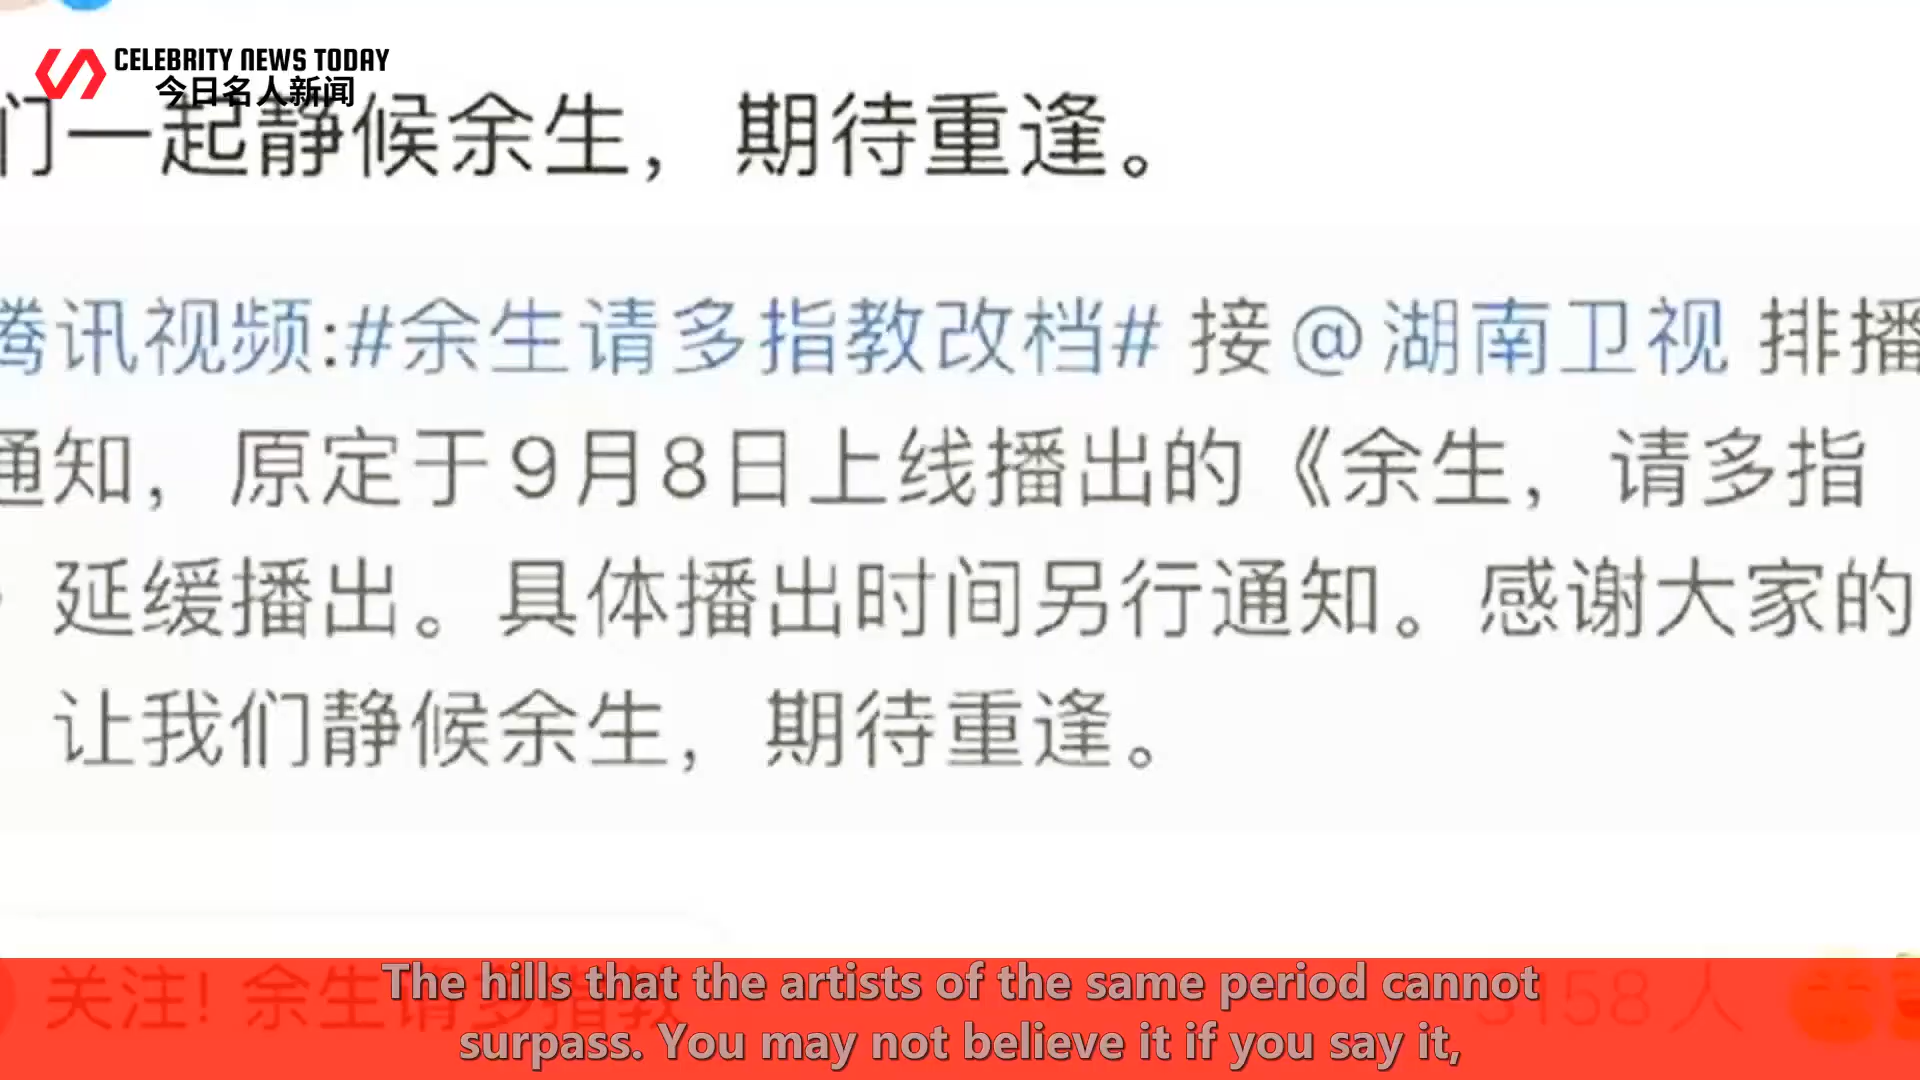 CELEBRITY NEWS TODAY
今日名人新闻
们一起静候余生，期待重逢。
腾讯视频:#余生请多指教改档# 接@湖南卫视 排播
通知，原定于9月8日上线播出的《余生，请多指
延缓播出。具体播出时间另行通知。感谢大家的
让我们静候余生，期待重逢。
关注! 余生请多指教
158人
The hills that the artists of the same period cannot
surpass. You may not believe it if you say it,